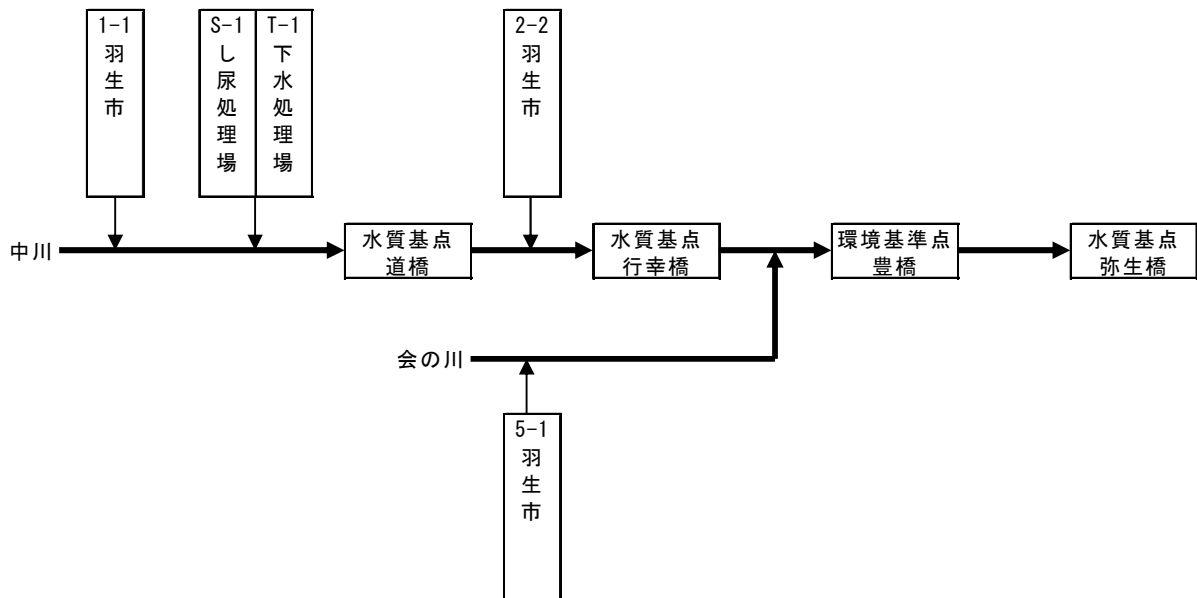 1-1
羽生市
S-1
し尿処理場
T-1
下水処理場
2-2
羽生市
中川
水質基点
道橋
水質基点
行幸橋
環境基準点
豊橋
水質基点
弥生橋
会の川
5-1
羽生市